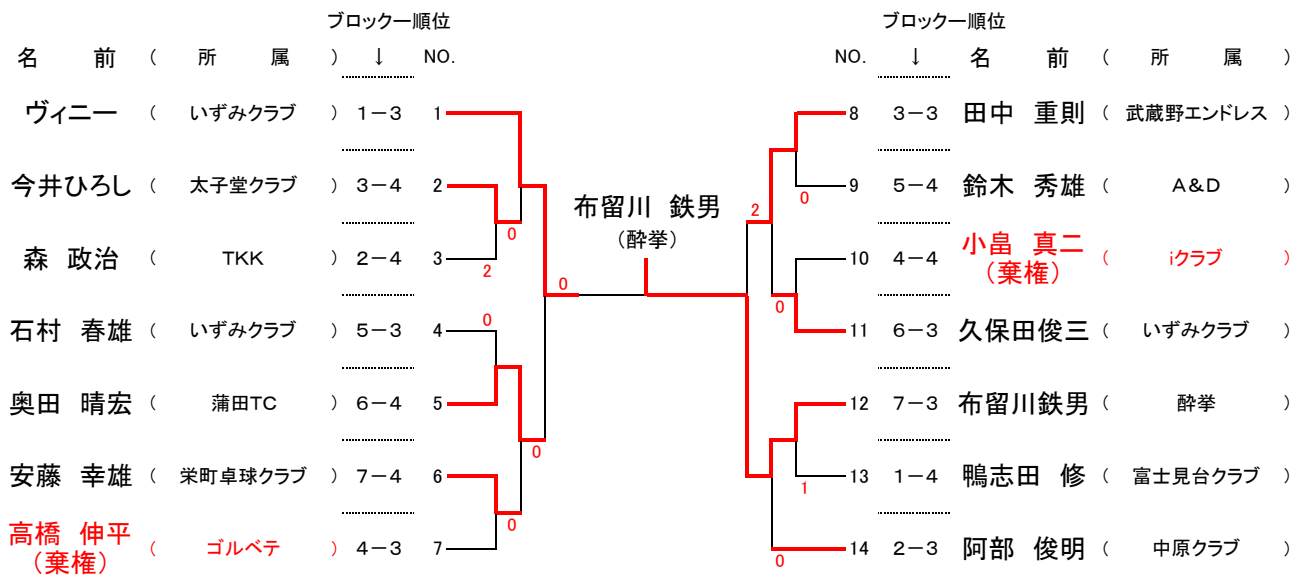 ブロックー順位
名　前 ( 所　属 ) ↓ NO.
ヴィニー ( いずみクラブ ) 1－3 1
今井ひろし ( 太子堂クラブ ) 3－4 2
0
森 政治 ( TKK ) 2－4 3
2
石村 春雄 ( いずみクラブ ) 5－3 4
0
奥田 晴宏 ( 蒲田TC ) 6－4 5
0
安藤 幸雄 ( 栄町卓球クラブ ) 7－4 6
0
高橋 伸平
(棄権)
( ゴルベテ ) 4－3 7
0
布留川 鉄男
(酔挙)
ブロックー順位
NO. ↓ 名　前 ( 所　属 )
8 3－3 田中 重則 ( 武蔵野エンドレス )
9 5－4 鈴木 秀雄 ( A&D )
0
2
小畠 真二
(棄権)
10 4－4 ( iクラブ )
0
11 6－3 久保田俊三 ( いずみクラブ )
12 7－3 布留川鉄男 ( 酔挙 )
13 1－4 鴨志田 修 ( 富士見台クラブ )
1
14 2－3 阿部 俊明 ( 中原クラブ )
0